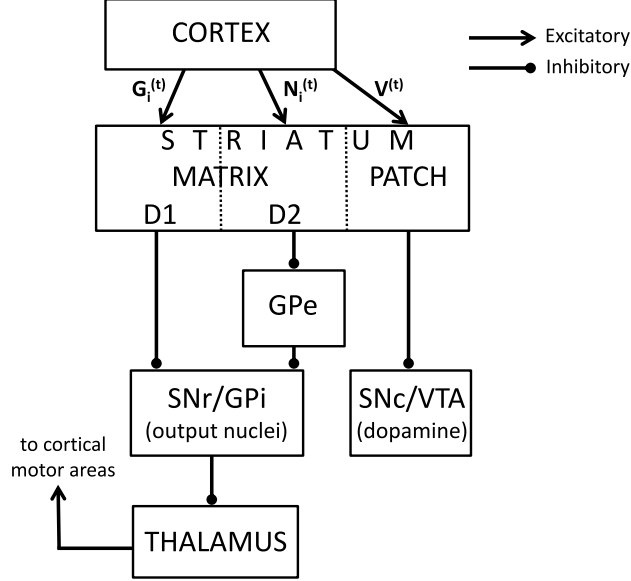 CORTEX
Excitatory
Inhibitory
Gᵢ⁽ᵗ⁾
Nᵢ⁽ᵗ⁾
V⁽ᵗ⁾
S T R I A T U M
MATRIX
PATCH
D1
D2
GPe
SNr/GPi
(output nuclei)
SNc/VTA
(dopamine)
to cortical
motor areas
THALAMUS